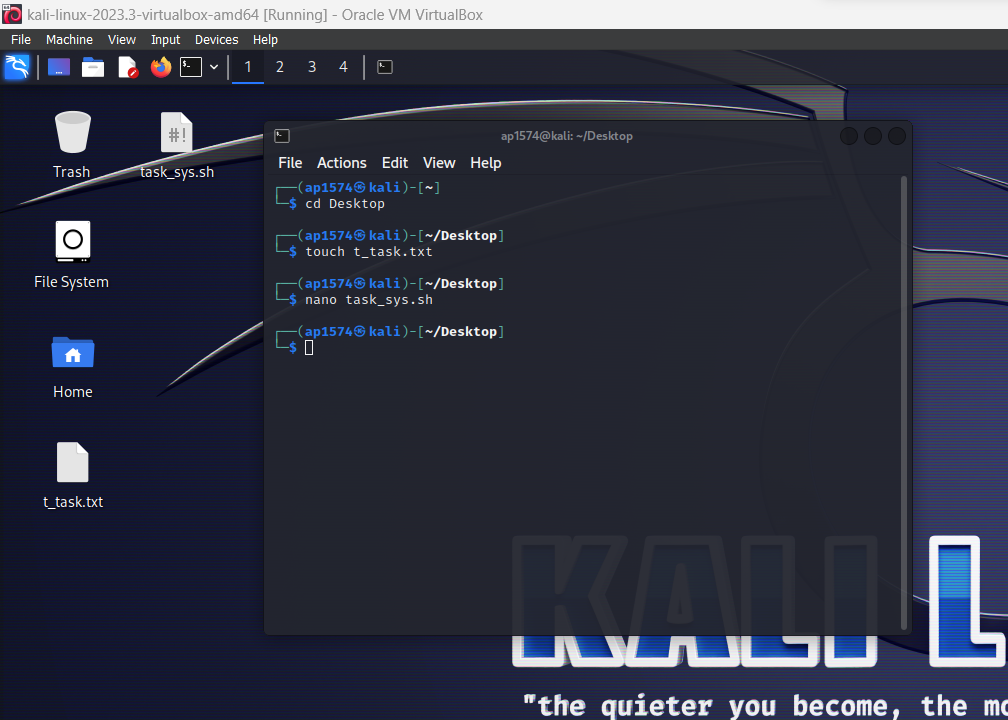 kali-linux-2023.3-virtualbox-amd64 [Running] - Oracle VM VirtualBox
File Machine View Input Devices Help
1 2 3 4
Trash
task_sys.sh
File System
Home
t_task.txt
ap1574@kali: ~/Desktop
File Actions Edit View Help
┌──(ap1574㉿kali)-[~]
└─$ cd Desktop
┌──(ap1574㉿kali)-[~/Desktop]
└─$ touch t_task.txt
┌──(ap1574㉿kali)-[~/Desktop]
└─$ nano task_sys.sh
┌──(ap1574㉿kali)-[~/Desktop]
└─$
KALI L
"the quieter you become, the